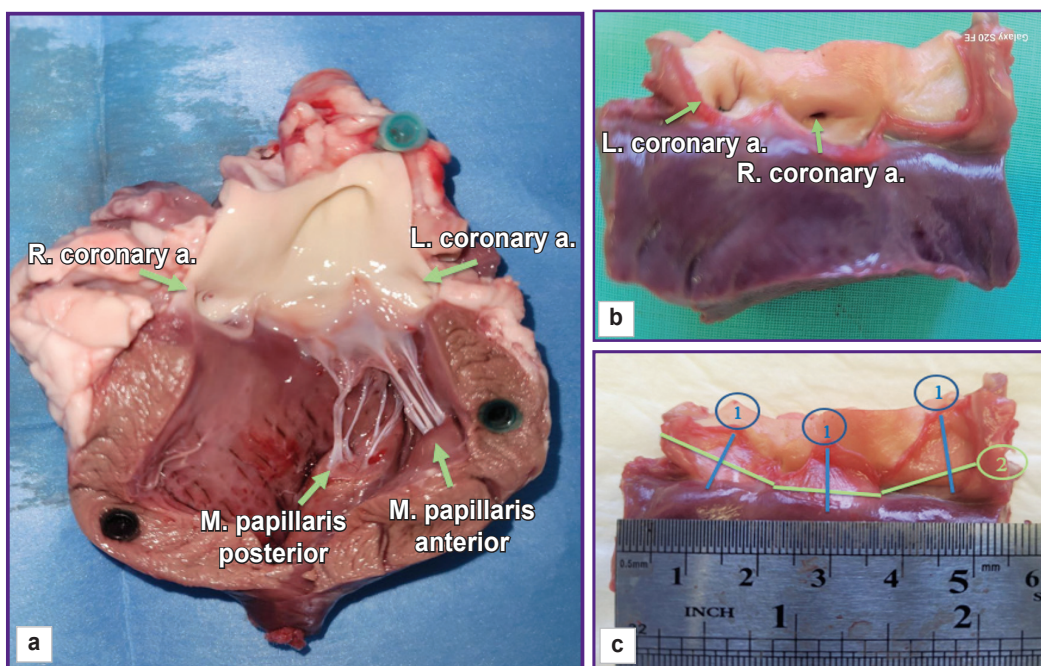 R. coronary a.
L. coronary a.
M. papillaris
posterior
M. papillaris
anterior
a
Galaxy S20 FE
L. coronary a.
R. coronary a.
b
1
1
1
2
0.5mm
1 2 3 4 5 mm 6
INCH 1 2
c